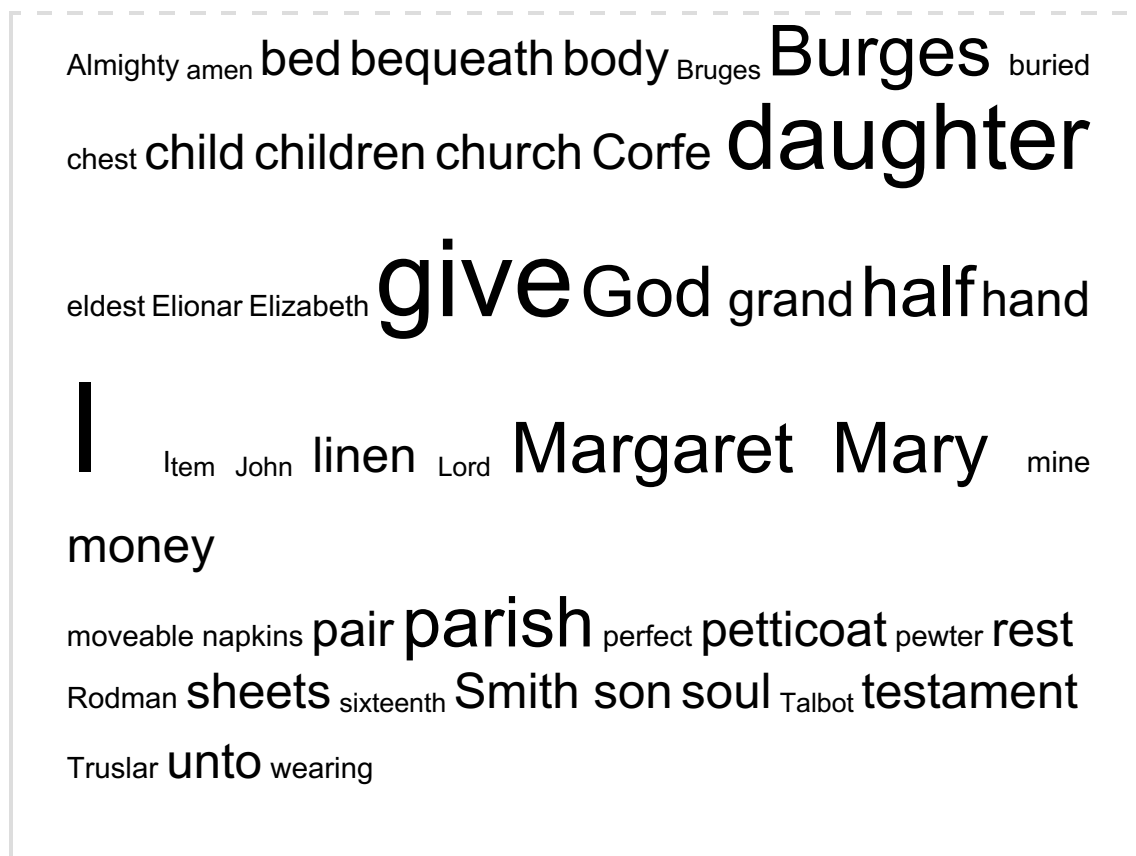 Almighty amen bed bequeath body Bruges Burges buried
chest child children church Corfe daughter
eldest Elionar Elizabeth give God grand half hand
I Item John linen Lord Margaret Mary mine
money
moveable napkins pair parish perfect petticoat pewter rest
Rodman sheets sixteenth Smith son soul Talbot testament
Truslar unto wearing